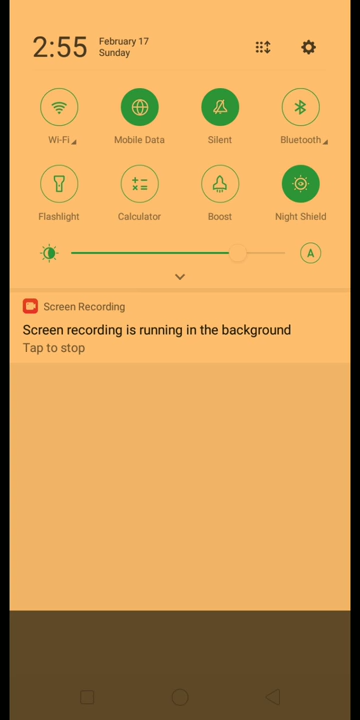 2:55
February 17
Sunday
Wi-Fi
Mobile Data
Silent
Bluetooth
Flashlight
Calculator
Boost
Night Shield
A
Screen Recording
Screen recording is running in the background
Tap to stop